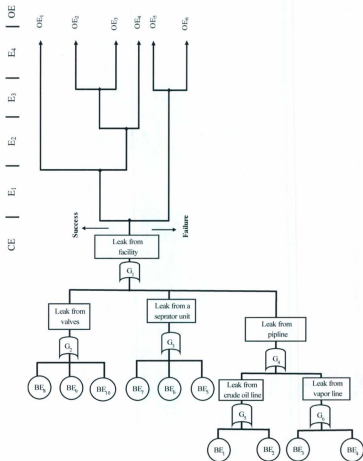 OE
E₄
E₃
E₂
E₁
CE
OE₁
OE₂
OE₃
OE₄
OE₅
OE₆
Success
Failure
Leak from
facility
G₁
Leak from
valves
G₂
BE₈
BE₉
BE₁₀
Leak from a
seprator unit
G₃
BE₇
BE₆
BE₅
Leak from
pipline
G₄
Leak from
crude oil line
G₅
BE₁
BE₂
Leak from
vapor line
G₆
BE₃
BE₄